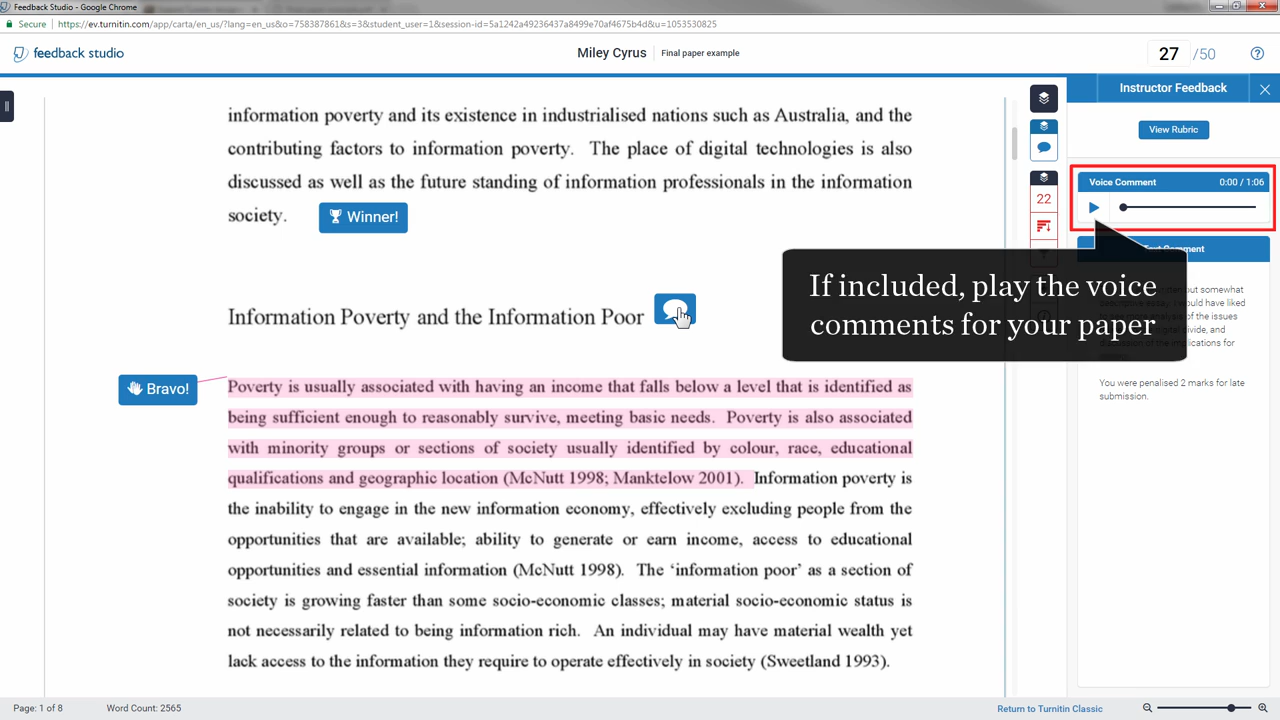 Feedback Studio - Google Chrome
Secure https://ev.turnitin.com/app/carta/en_us/?lang=en_us&o=758387861&s=3&student_user=1&session-id=5a1242a49236437a8499e70af4675b4d&u=1053530825
feedback studio
Miley Cyrus Final paper example
27 /50
information poverty and its existence in industrialised nations such as Australia, and the
contributing factors to information poverty. The place of digital technologies is also
discussed as well as the future standing of information professionals in the information
society. Winner!
Information Poverty and the Information Poor
Bravo!
Poverty is usually associated with having an income that falls below a level that is identified as
being sufficient enough to reasonably survive, meeting basic needs. Poverty is also associated
with minority groups or sections of society usually identified by colour, race, educational
qualifications and geographic location (McNutt 1998; Manktelow 2001). Information poverty is
the inability to engage in the new information economy, effectively excluding people from the
opportunities that are available; ability to generate or earn income, access to educational
opportunities and essential information (McNutt 1998). The ‘information poor’ as a section of
society is growing faster than some socio-economic classes; material socio-economic status is
not necessarily related to being information rich. An individual may have material wealth yet
lack access to the information they require to operate effectively in society (Sweetland 1993).
22
Instructor Feedback
View Rubric
Voice Comment 0:00 / 1:06
If included, play the voice
comments for your paper
Comment
but somewhat
would have liked
the issues
divide, and
implications for
You were penalised 2 marks for late
submission.
Page: 1 of 8 Word Count: 2565
Return to Turnitin Classic